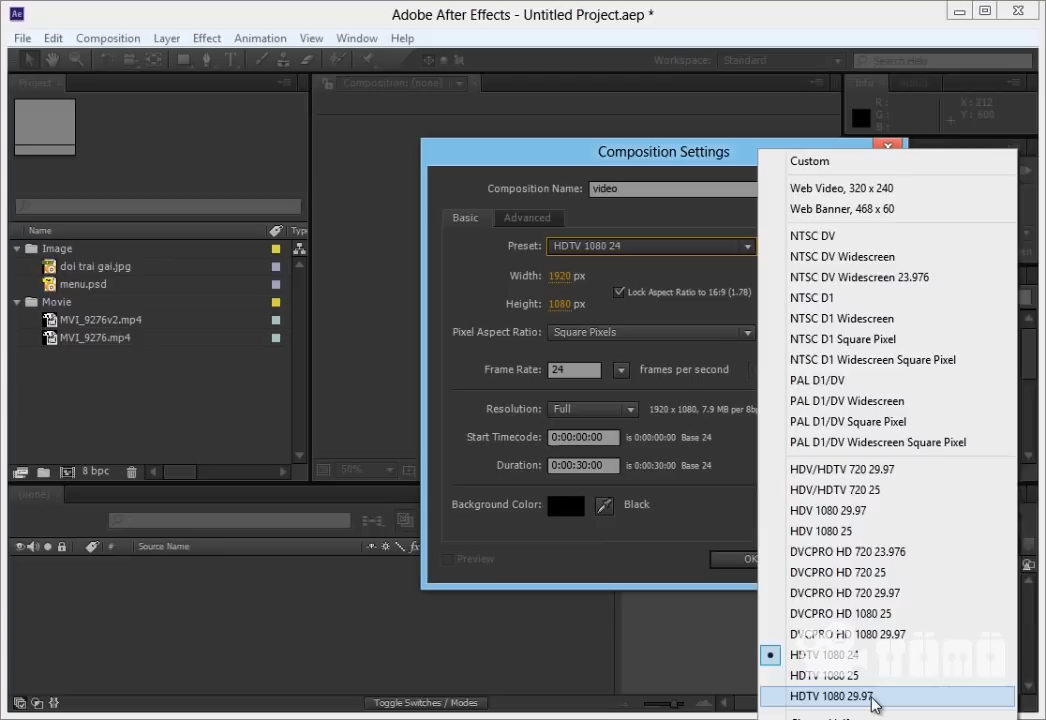 Adobe After Effects - Untitled Project.aep *
File Edit Composition Layer Effect Animation View Window Help
Workspace: Standard
Search Help
Project
Composition: (none)
Info
R:
G:
B:
X: 212
Y: 600
Composition Settings
Composition Name: video
Basic Advanced
Preset: HDTV 1080 24
Width: 1920 px
Lock Aspect Ratio to 16:9 (1.78)
Height: 1080 px
Pixel Aspect Ratio: Square Pixels
Frame Rate: 24 frames per second
Resolution: Full 1920 x 1080, 7.9 MB per 8bp
Start Timecode: 0:00:00:00 is 0:00:00:00 Base 24
Duration: 0:00:30:00 is 0:00:30:00 Base 24
Background Color: Black
Preview
OK
Custom
Web Video, 320 x 240
Web Banner, 468 x 60
NTSC DV
NTSC DV Widescreen
NTSC DV Widescreen 23.976
NTSC D1
NTSC D1 Widescreen
NTSC D1 Square Pixel
NTSC D1 Widescreen Square Pixel
PAL D1/DV
PAL D1/DV Widescreen
PAL D1/DV Square Pixel
PAL D1/DV Widescreen Square Pixel
HDV/HDTV 720 29.97
HDV/HDTV 720 25
HDV 1080 29.97
HDV 1080 25
DVCPRO HD 720 23.976
DVCPRO HD 720 25
DVCPRO HD 720 29.97
DVCPRO HD 1080 25
DVCPRO HD 1080 29.97
HDTV 1080 24
HDTV 1080 25
HDTV 1080 29.97
Name Type
Image
doi trai gai.jpg
menu.psd
Movie
MVI_9276v2.mp4
MVI_9276.mp4
8 bpc
50%
(none)
# Source Name fx
Toggle Switches / Modes